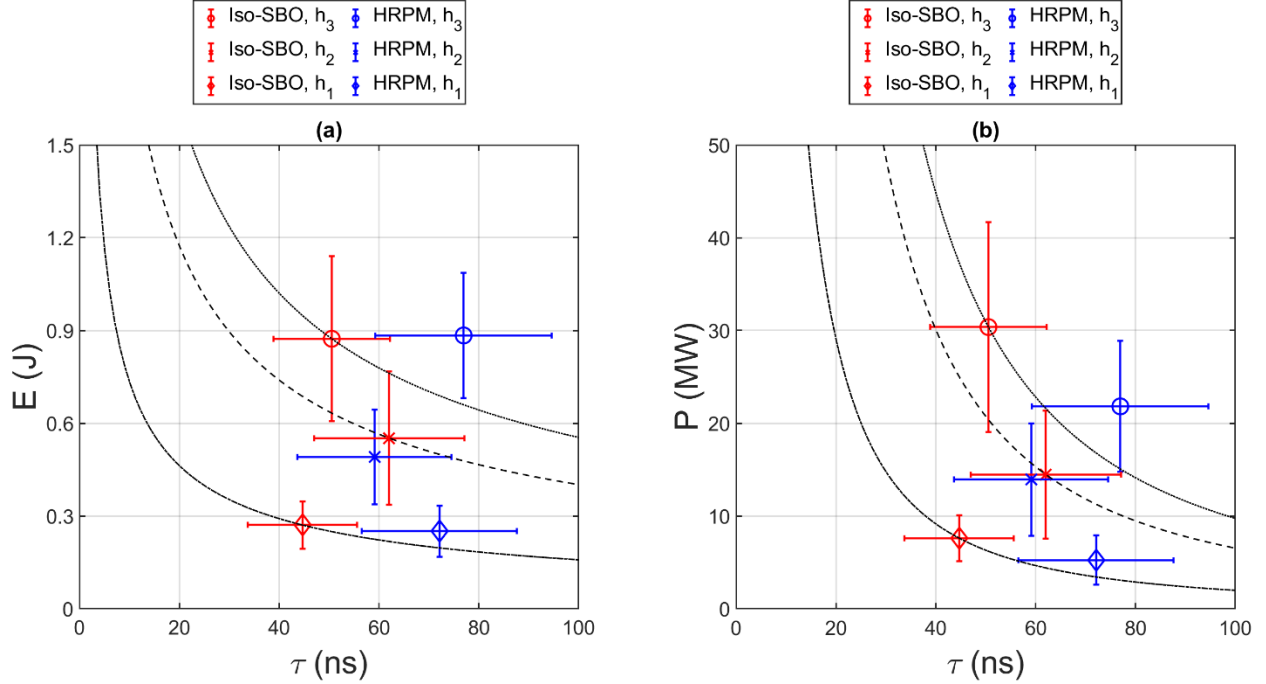 Iso-SBO, h3 HRPM, h3
Iso-SBO, h2 HRPM, h2
Iso-SBO, h1 HRPM, h1
(a)
1.5
1.2
0.9
0.6
0.3
0
E (J)
0 20 40 60 80 100
τ (ns)
Iso-SBO, h3 HRPM, h3
Iso-SBO, h2 HRPM, h2
Iso-SBO, h1 HRPM, h1
(b)
50
40
30
20
10
0
P (MW)
0 20 40 60 80 100
τ (ns)